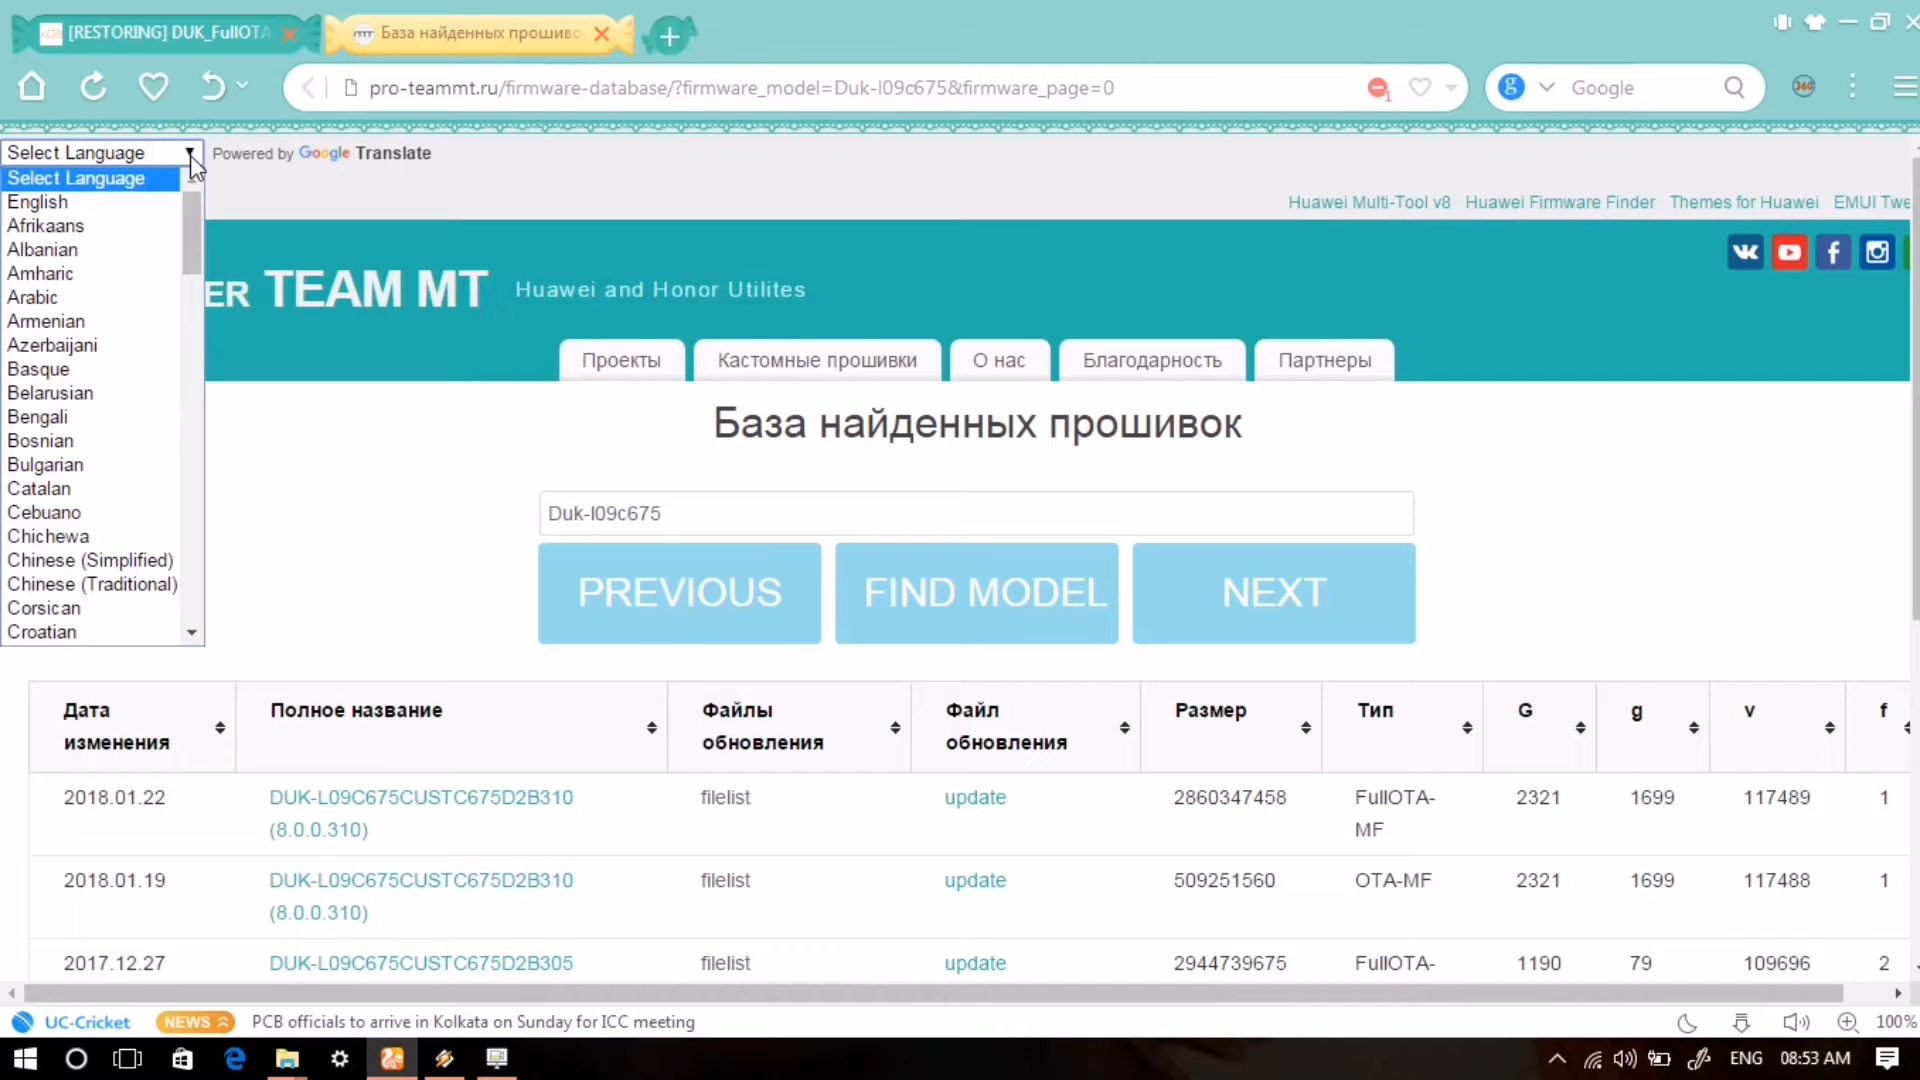 [RESTORING] DUK_FullOTA
База найденных прошиво
pro-teammt.ru/firmware-database/?firmware_model=Duk-l09c675&firmware_page=0
Google
360
Select Language
Powered by Google Translate
Select Language
English
Afrikaans
Albanian
Amharic
Arabic
Armenian
Azerbaijani
Basque
Belarusian
Bengali
Bosnian
Bulgarian
Catalan
Cebuano
Chichewa
Chinese (Simplified)
Chinese (Traditional)
Corsican
Croatian
Huawei Multi-Tool v8 Huawei Firmware Finder Themes for Huawei EMUI Twe
ER TEAM MT Huawei and Honor Utilites
Проекты Кастомные прошивки О нас Благодарность Партнеры
База найденных прошивок
Duk-l09c675
PREVIOUS FIND MODEL NEXT
Дата изменения Полное название Файлы обновления Файл обновления Размер Тип G g v f
2018.01.22 DUK-L09C675CUSTC675D2B310 filelist update 2860347458 FullOTA- 2321 1699 117489 1
(8.0.0.310) MF
2018.01.19 DUK-L09C675CUSTC675D2B310 filelist update 509251560 OTA-MF 2321 1699 117488 1
(8.0.0.310)
2017.12.27 DUK-L09C675CUSTC675D2B305 filelist update 2944739675 FullOTA- 1190 79 109696 2
UC-Cricket NEWS PCB officials to arrive in Kolkata on Sunday for ICC meeting 100%
ENG 08:53 AM